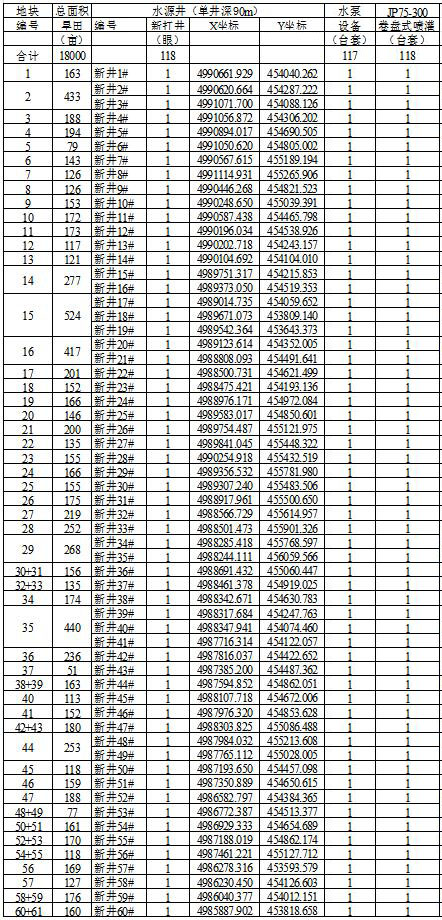 地块 总面积 水源井（单井深90m） 水泵 JP75-300
编号 旱田 编号 新打井 X坐标 Y坐标 设备 卷盘式喷灌
（亩） （眼） （台套） （台套）
合计 18000 118 117 118
1 163 新井1# 1 4990661.929 454040.262 1 1
2 433 新井2# 1 4990620.664 454287.222 1 1
新井3# 1 4991071.700 454088.126 1 1
3 188 新井4# 1 4991056.872 454306.202 1 1
4 194 新井5# 1 4990894.017 454690.505 1 1
5 79 新井6# 1 4991050.620 454805.002 1 1
6 143 新井7# 1 4990567.615 455189.194 1 1
7 126 新井8# 1 4991114.931 455265.906 1 1
8 126 新井9# 1 4990446.268 454821.523 1 1
9 153 新井10# 1 4990248.650 455039.391 1 1
10 172 新井11# 1 4990587.438 454465.798 1 1
11 173 新井12# 1 4990196.034 454538.926 1 1
12 117 新井13# 1 4990202.718 454243.157 1 1
13 121 新井14# 1 4990104.692 454104.010 1 1
14 277 新井15# 1 4989751.317 454215.853 1 1
新井16# 1 4989373.050 454519.353 1 1
15 524 新井17# 1 4989014.735 454059.652 1 1
新井18# 1 4989671.073 453809.140 1 1
新井19# 1 4989542.364 453643.373 1 1
16 417 新井20# 1 4989123.614 454352.005 1 1
新井21# 1 4988808.093 454491.641 1 1
17 201 新井22# 1 4988500.731 454621.499 1 1
18 152 新井23# 1 4988475.421 454193.136 1 1
19 166 新井24# 1 4988976.171 454972.084 1 1
20 146 新井25# 1 4989583.017 454850.601 1 1
21 200 新井26# 1 4989754.487 455121.975 1 1
22 135 新井27# 1 4989841.045 455448.322 1 1
23 155 新井28# 1 4990254.918 455432.519 1 1
24 166 新井29# 1 4989356.532 455781.980 1 1
25 155 新井30# 1 4989307.240 455483.506 1 1
26 175 新井31# 1 4988917.961 455500.650 1 1
27 219 新井32# 1 4988566.729 455614.957 1 1
28 252 新井33# 1 4988501.473 455901.326 1 1
29 268 新井34# 1 4988285.418 455768.597 1 1
新井35# 1 4988244.111 456059.566 1 1
30+31 156 新井36# 1 4988691.432 455060.447 1 1
32+33 135 新井37# 1 4988461.378 454919.025 1 1
34 174 新井38# 1 4988342.671 454630.783 1 1
35 440 新井39# 1 4988317.684 454247.763 1 1
新井40# 1 4988347.941 454074.460 1 1
新井41# 1 4987716.314 454122.057 1 1
36 236 新井42# 1 4987816.037 454422.652 1 1
37 51 新井43# 1 4987385.200 454487.362 1 1
38+39 163 新井44# 1 4987594.852 454862.051 1 1
40 113 新井45# 1 4988107.718 454672.006 1 1
41 152 新井46# 1 4987976.320 454853.628 1 1
42+43 180 新井47# 1 4988303.825 455086.488 1 1
44 253 新井48# 1 4987984.032 455213.608 1 1
新井49# 1 4987765.112 455028.005 1 1
45 118 新井50# 1 4987193.650 454457.098 1 1
46 159 新井51# 1 4987350.889 454650.615 1 1
47 188 新井52# 1 4986582.797 454384.365 1 1
48+49 77 新井53# 1 4986772.387 454513.377 1 1
50+51 161 新井54# 1 4986929.333 454654.689 1 1
52+53 170 新井55# 1 4987188.019 454862.174 1 1
54+55 118 新井56# 1 4987461.221 455127.712 1 1
56 169 新井57# 1 4986278.316 453593.579 1 1
57 127 新井58# 1 4986230.450 454126.603 1 1
58+59 176 新井59# 1 4986295.457 454012.151 1 1
60+61 160 新井60# 1 4985887.902 453818.658 1 1